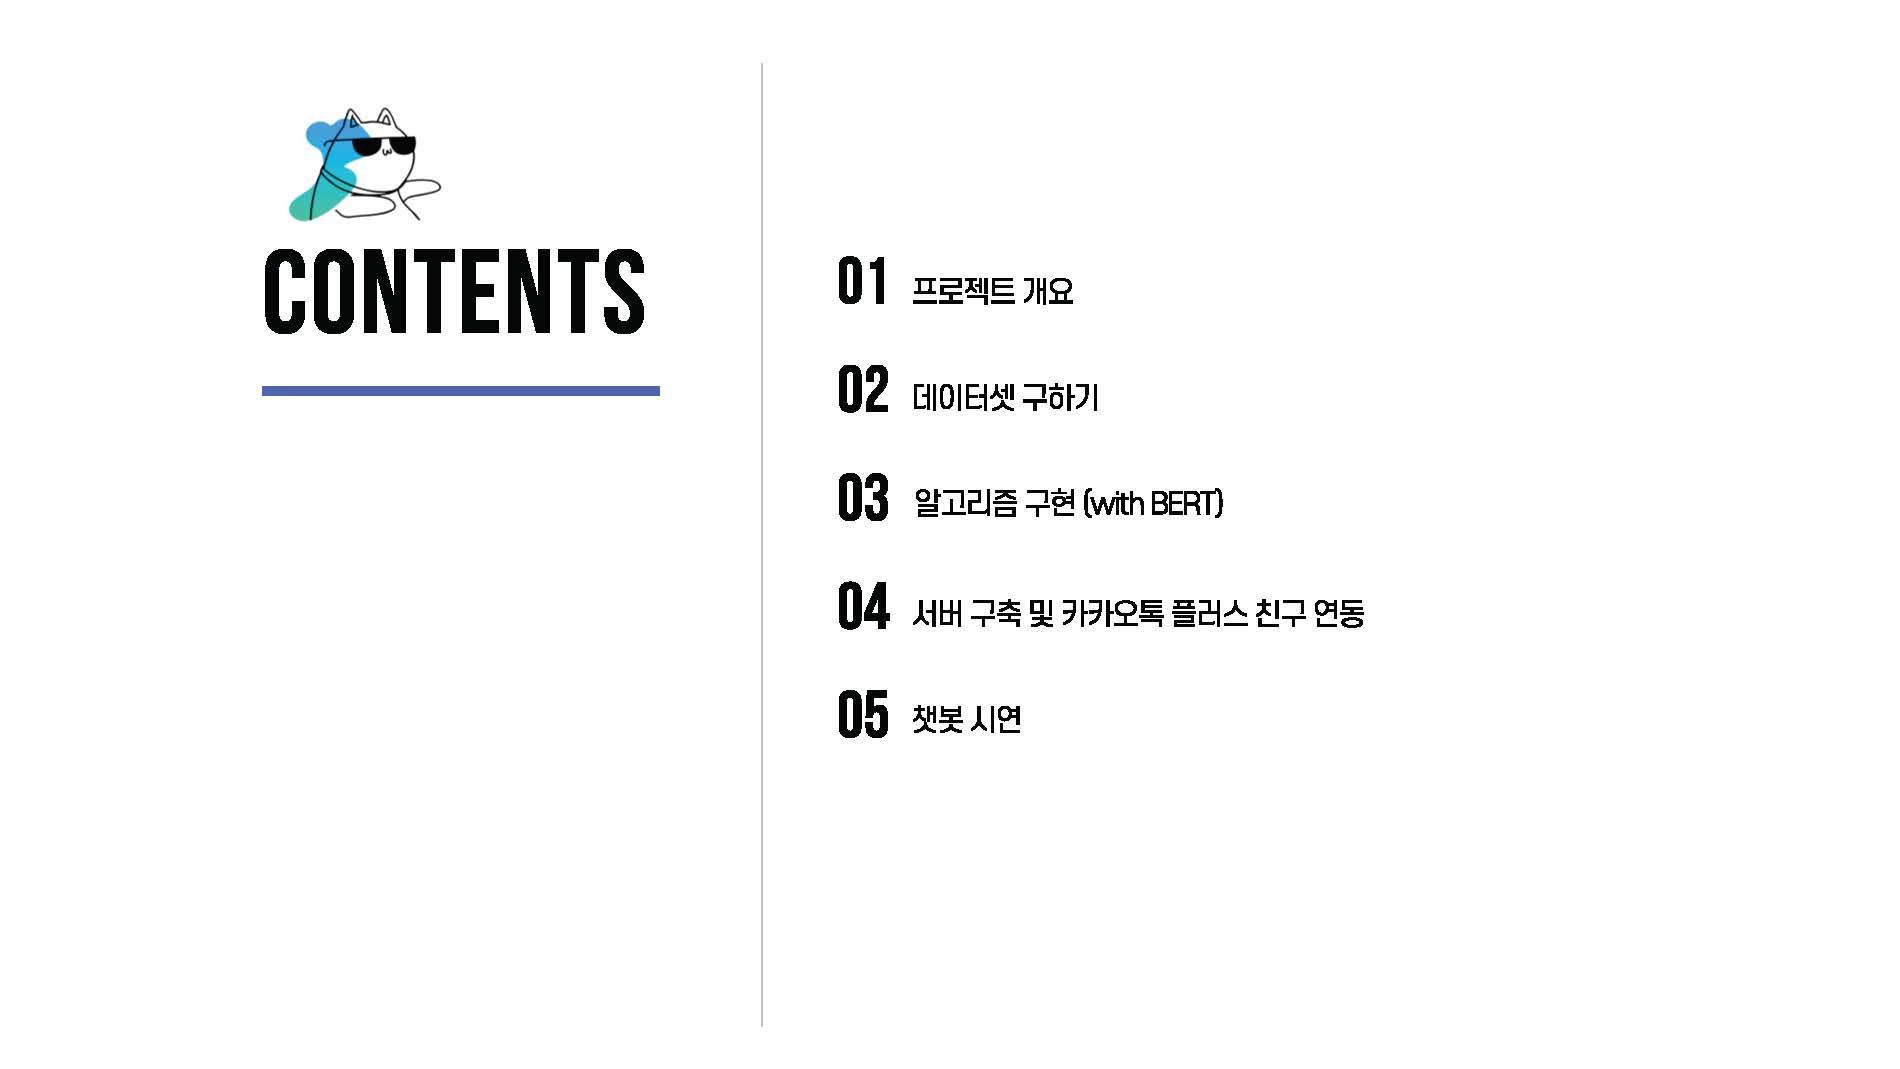 CONTENTS
01 프로젝트 개요
02 데이터셋 구하기
03 알고리즘 구현 (with BERT)
04 서버 구축 및 카카오톡 플러스 친구 연동
05 챗봇 시연